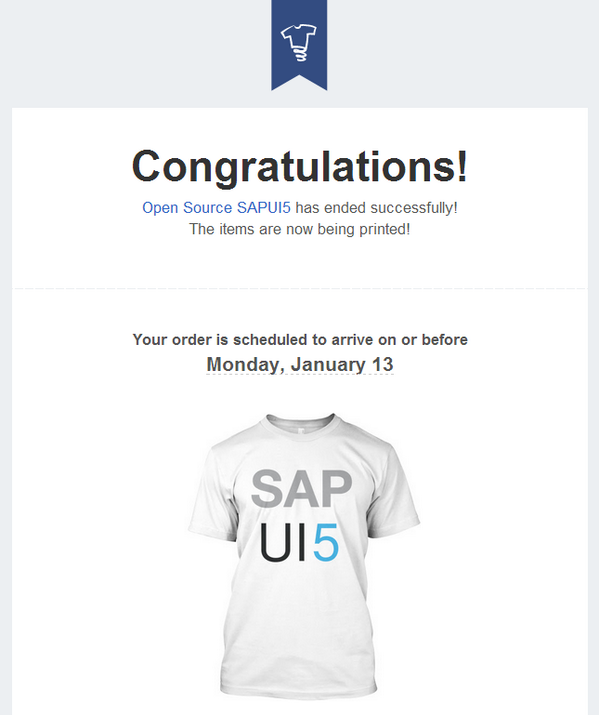 Congratulations!
Open Source SAPUI5 has ended successfully!
The items are now being printed!
Your order is scheduled to arrive on or before
Monday, January 13
SAP
UI5